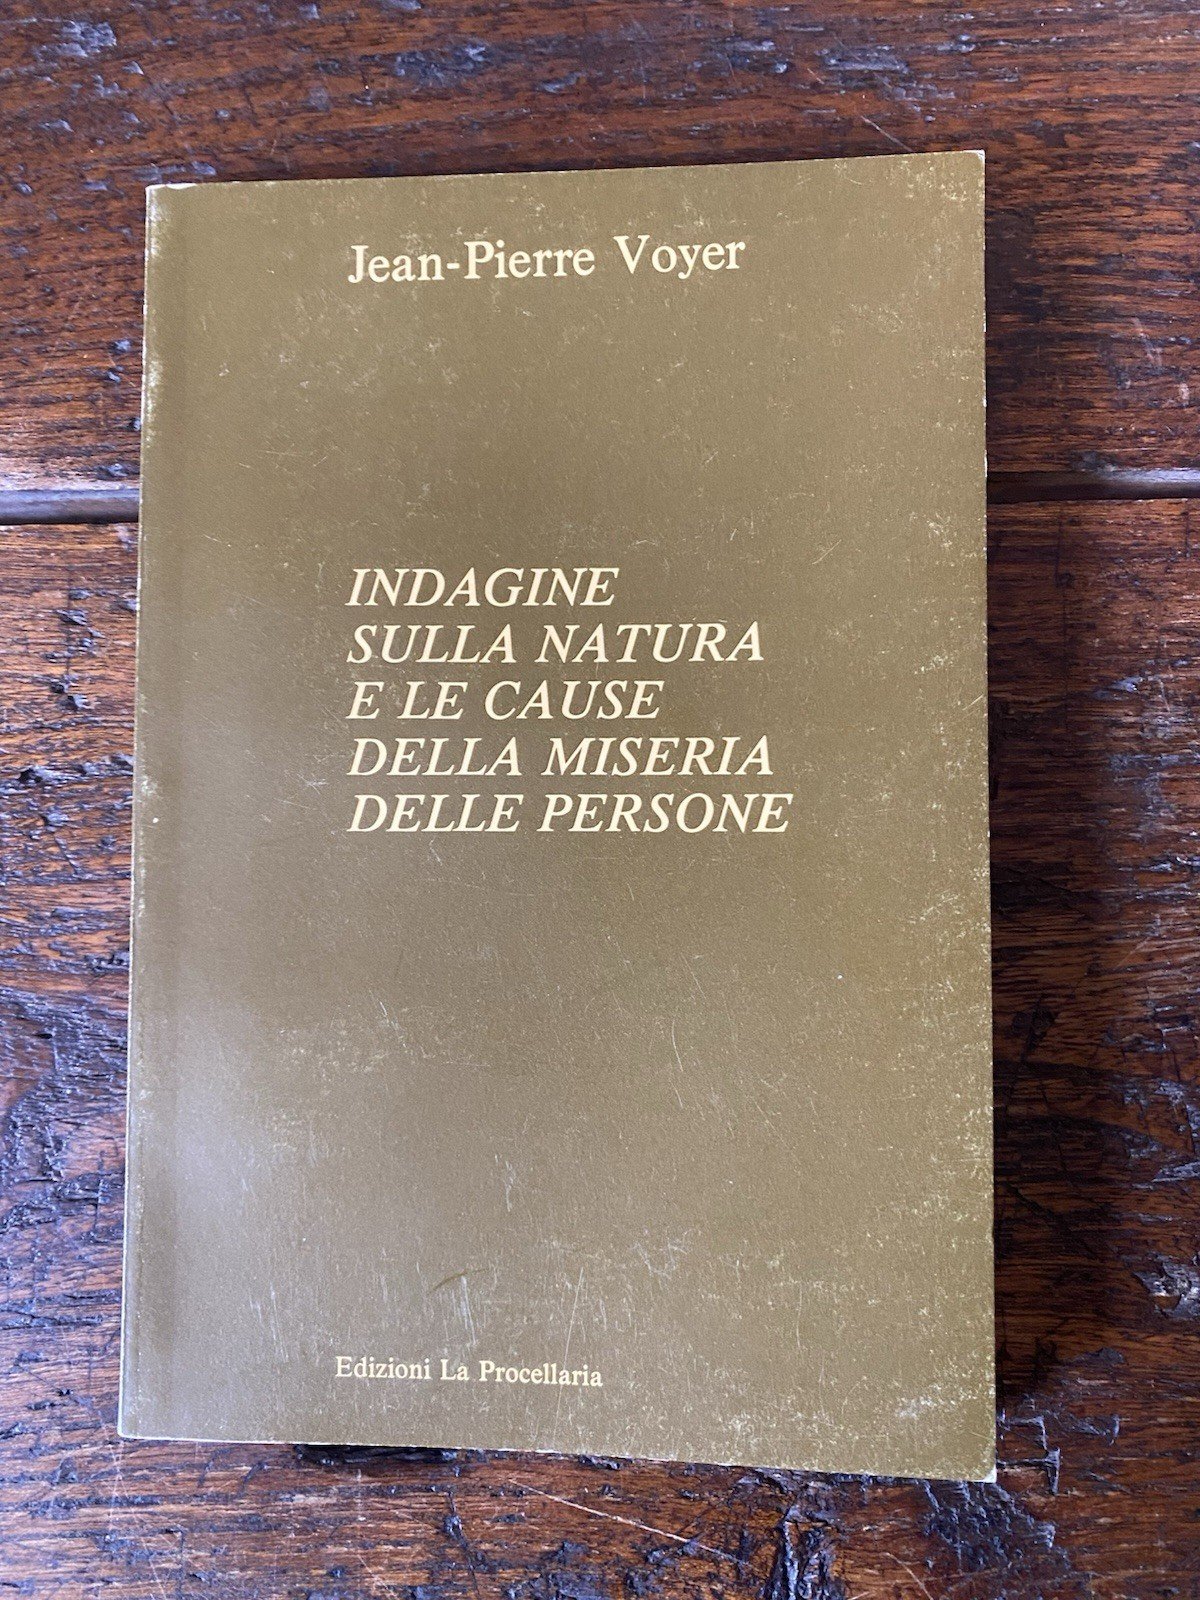 Jean-Pierre Voyer
INDAGINE
SULLA NATURA
E LE CAUSE
DELLA MISERIA
DELLE PERSONE
Edizioni La Procellaria